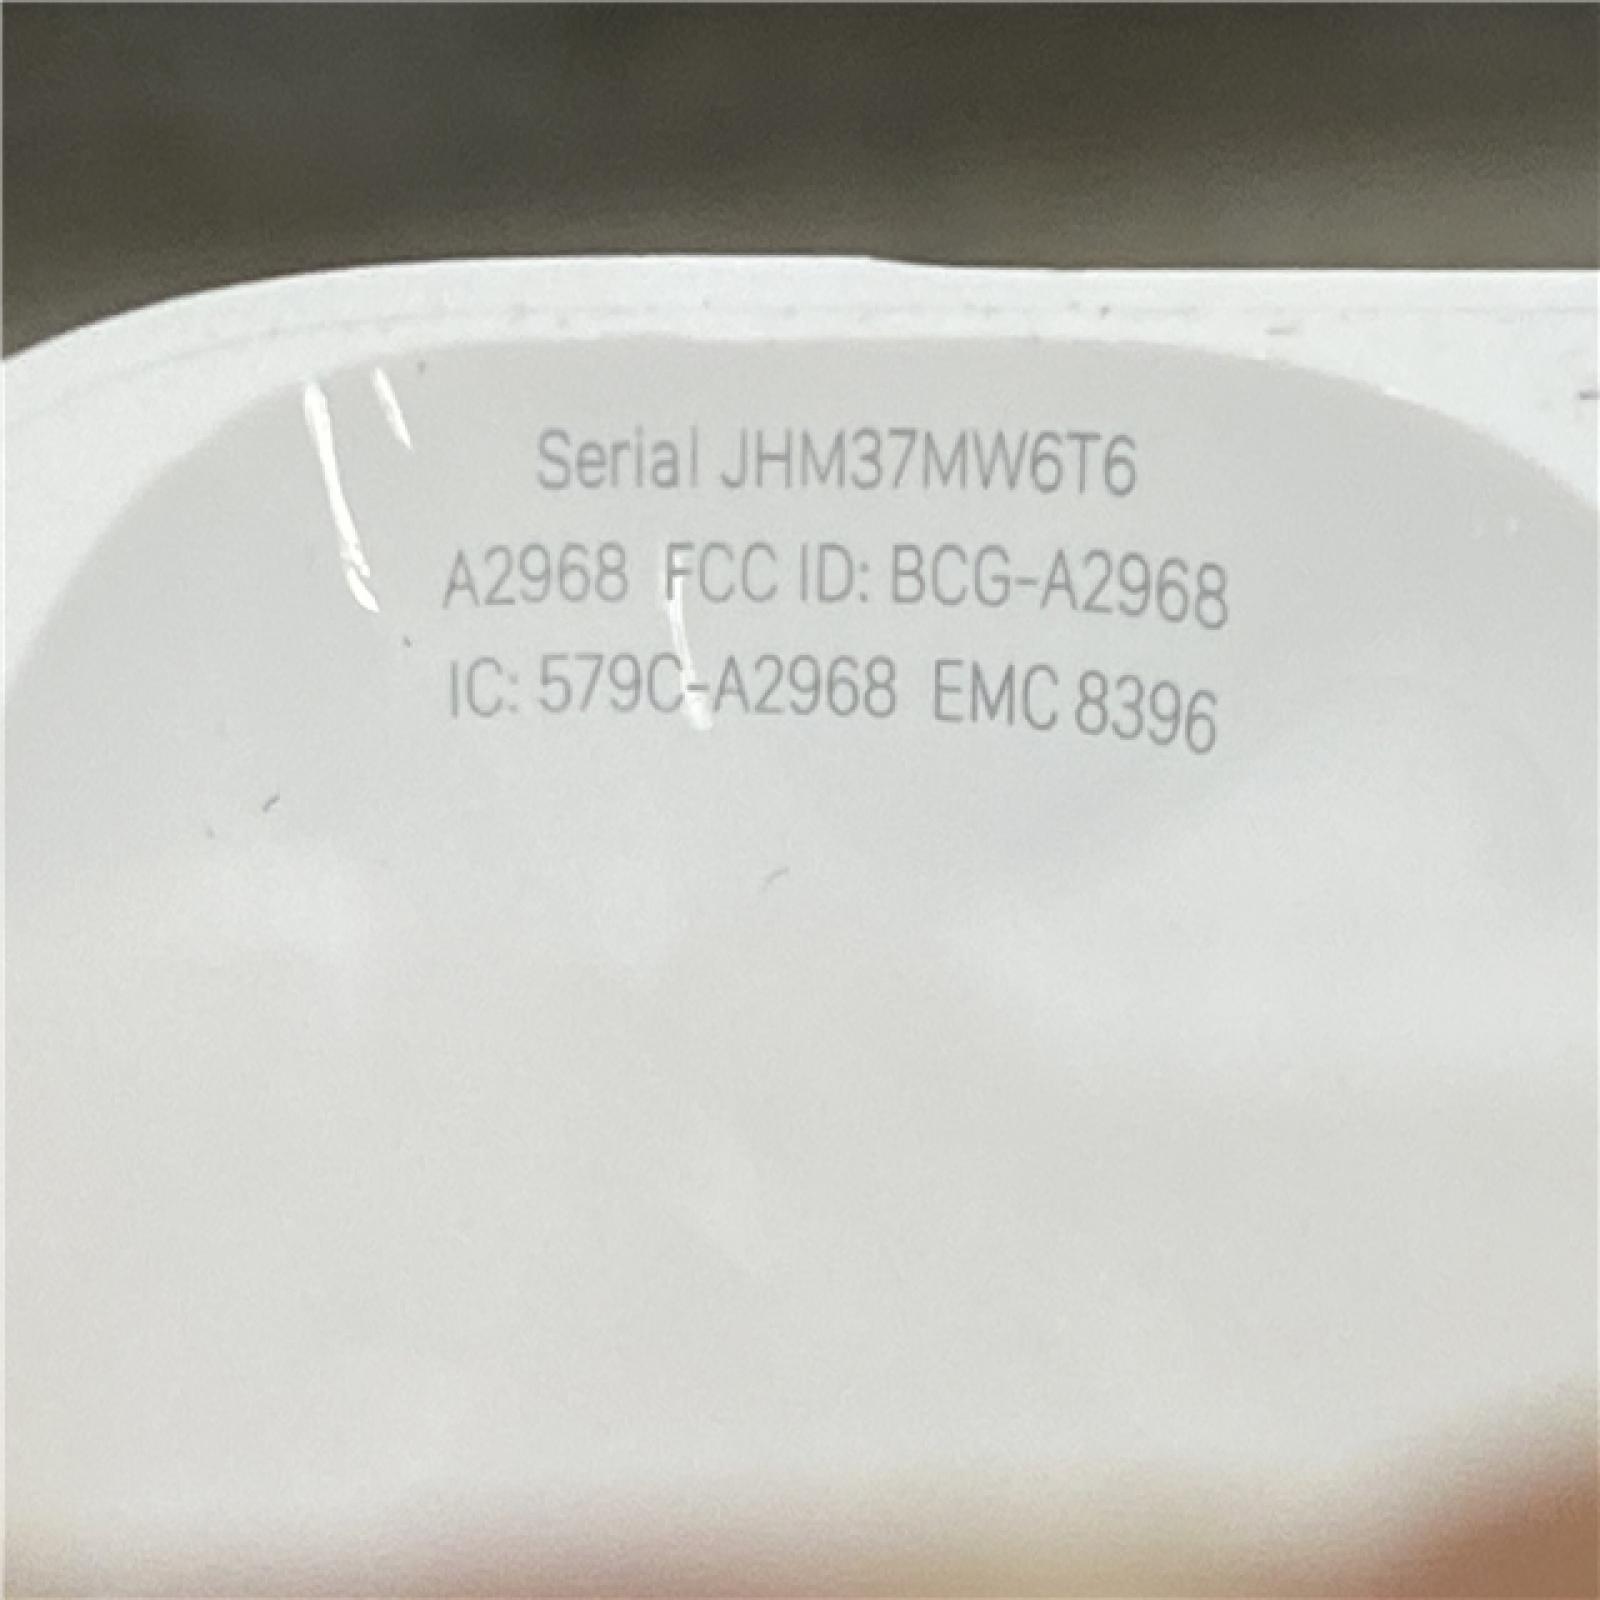 Serial JHM37MW6T6
A2968 FCC ID: BCG-A2968
IC: 579C-A2968 EMC 8396